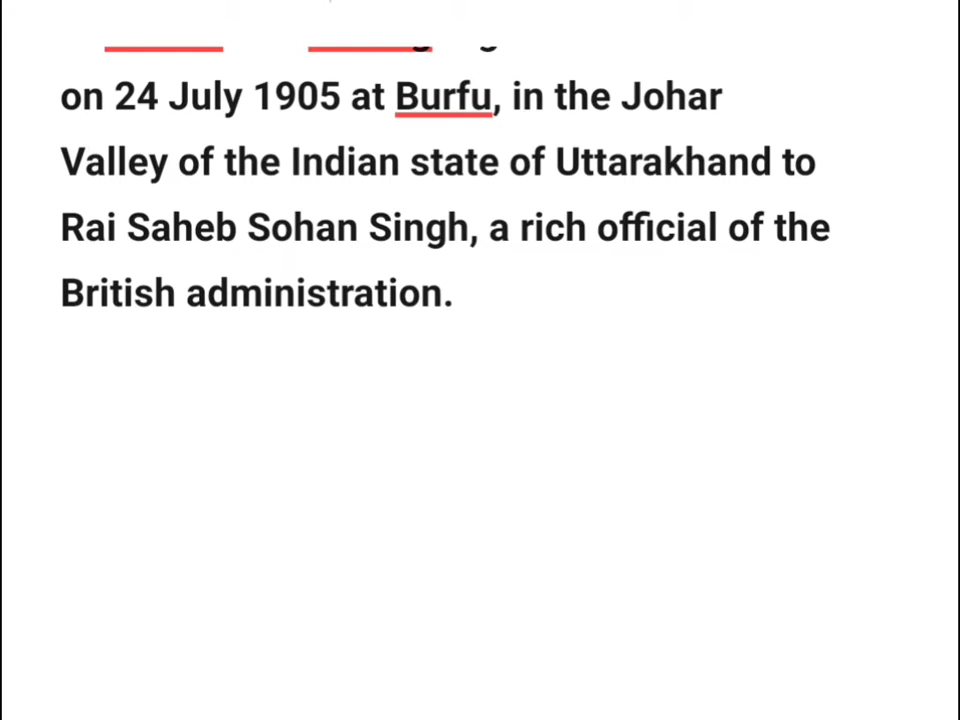 on 24 July 1905 at Burfu, in the Johar
Valley of the Indian state of Uttarakhand to
Rai Saheb Sohan Singh, a rich official of the
British administration.